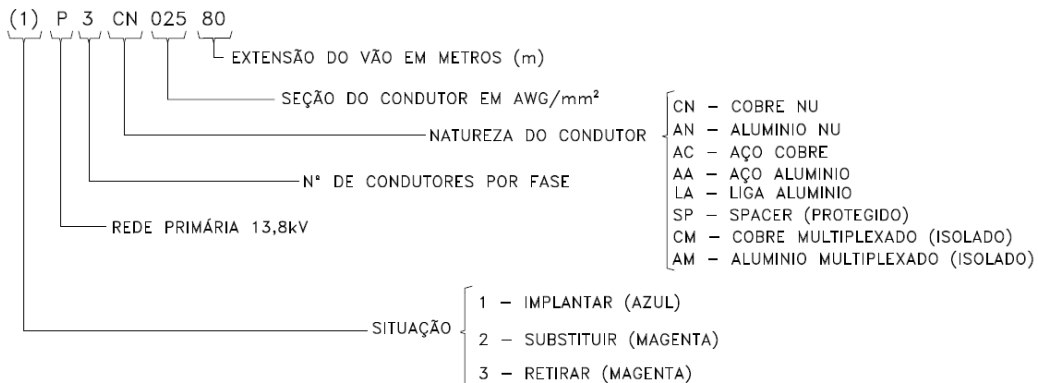 (1) P 3 CN 025 80
EXTENSÃO DO VÃO EM METROS (m)
SEÇÃO DO CONDUTOR EM AWG/mm²
NATUREZA DO CONDUTOR
CN – COBRE NU
AN – ALUMINIO NU
AC – AÇO COBRE
AA – AÇO ALUMINIO
LA – LIGA ALUMINIO
SP – SPACER (PROTEGIDO)
CM – COBRE MULTIPLEXADO (ISOLADO)
AM – ALUMINIO MULTIPLEXADO (ISOLADO)
Nº DE CONDUTORES POR FASE
REDE PRIMÁRIA 13,8kV
SITUAÇÃO
1 – IMPLANTAR (AZUL)
2 – SUBSTITUIR (MAGENTA)
3 – RETIRAR (MAGENTA)